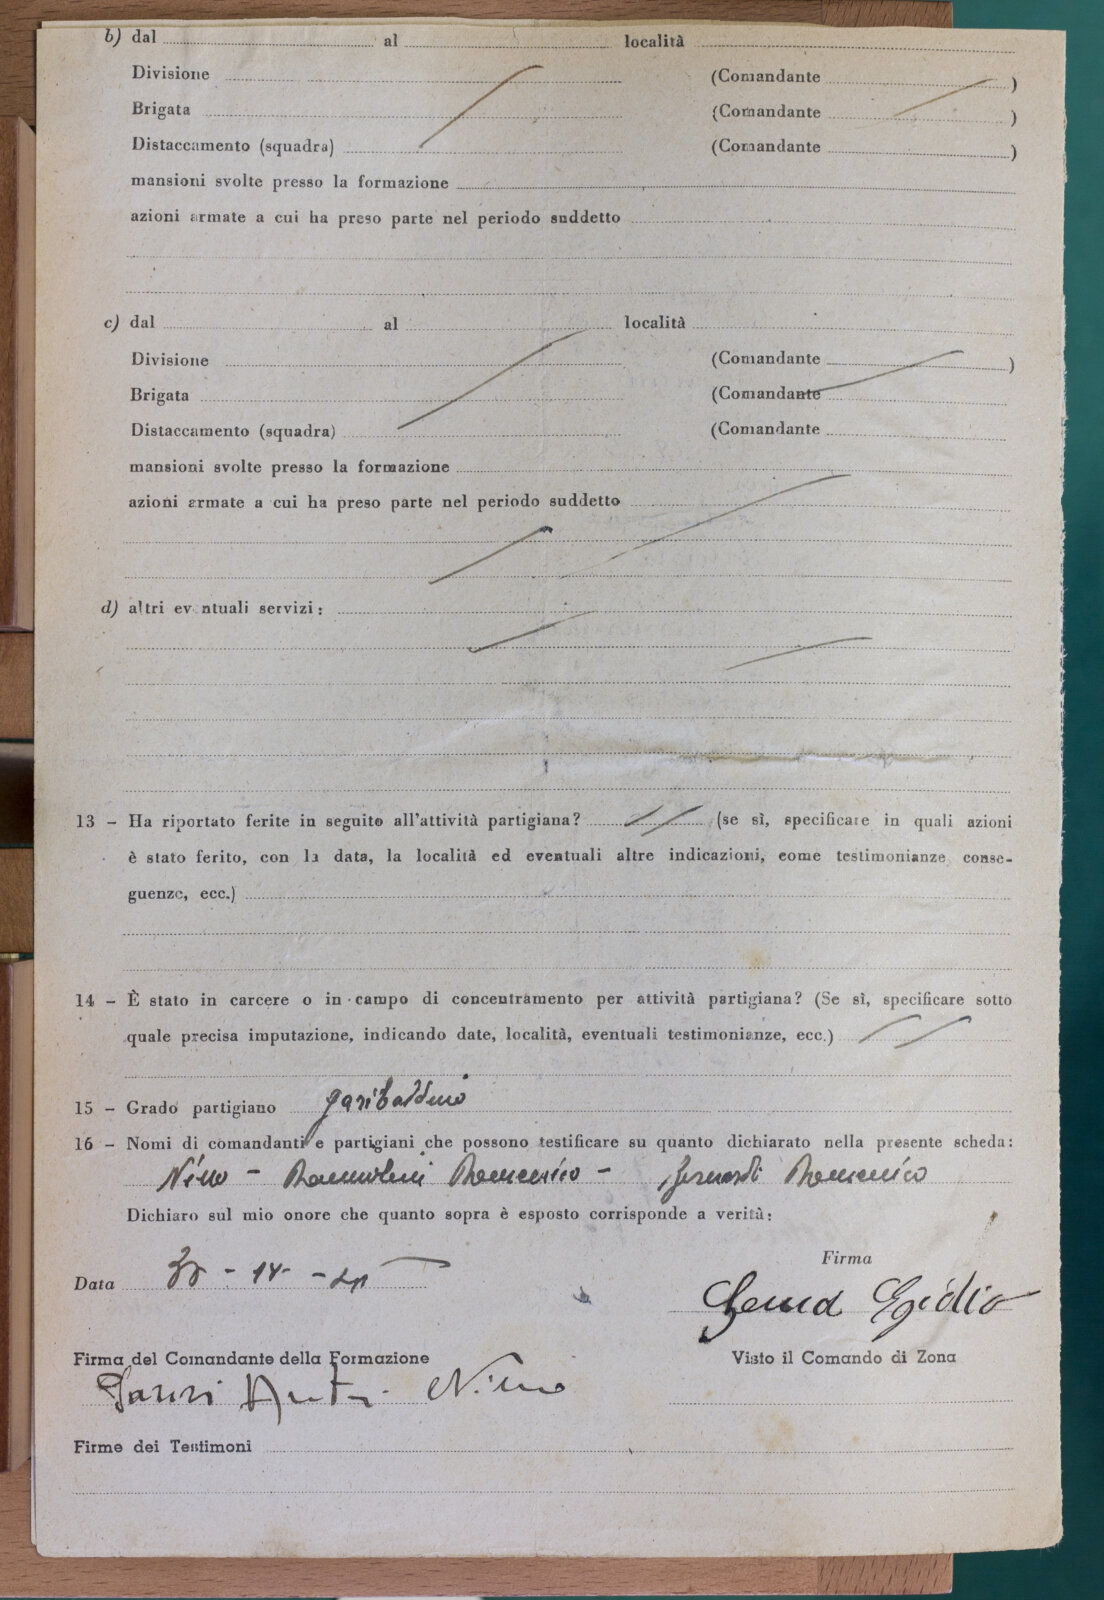 b) dal al località
Divisione (Comandante )
Brigata (Comandante )
Distaccamento (squadra) (Comandante )
mansioni svolte presso la formazione
azioni armate a cui ha preso parte nel periodo suddetto
c) dal al località
Divisione (Comandante )
Brigata (Comandante
Distaccamento (squadra) (Comandante
mansioni svolte presso la formazione
azioni armate a cui ha preso parte nel periodo suddetto
d) altri eventuali servizi:
13 – Ha riportato ferite in seguito all'attività partigiana? // (se sì, specificare in quali azioni
è stato ferito, con la data, la località ed eventuali altre indicazioni, come testimonianze conse-
guenze, ecc.)
14 – È stato in carcere o in campo di concentramento per attività partigiana? (Se sì, specificare sotto
quale precisa imputazione, indicando date, località, eventuali testimonianze, ecc.) //
15 – Grado partigiano garibaldino
16 – Nomi di comandanti e partigiani che possono testificare su quanto dichiarato nella presente scheda:
Nino – Domenico – Domenico
Dichiaro sul mio onore che quanto sopra è esposto corrisponde a verità:
Firma
Data
Egidio
Firma del Comandante della Formazione Visto il Comando di Zona
Nino
Firme dei Testimoni